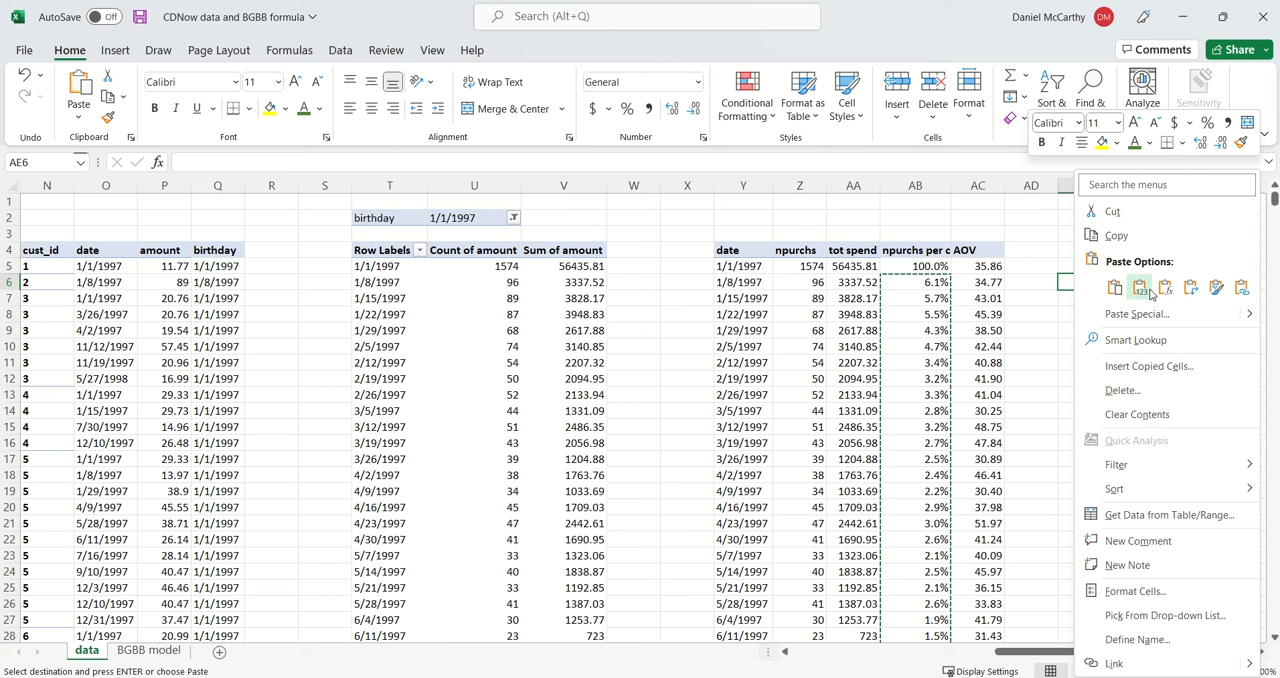 AutoSave Off CDNow data and BGBB formula Search (Alt+Q) Daniel McCarthy DM
File Home Insert Draw Page Layout Formulas Data Review View Help Comments Share
Calibri 11 Wrap Text General Σ
Paste B I U Merge & Center $ % Conditional Formatting Format as Table Cell Styles Insert Delete Format Sort & Find & Analyze Sensitivity
Undo Clipboard Font Alignment Number Styles Cells
Calibri 11 A A $ %
B I A
AE6 fx
N O P Q R S T U V W X Y Z AA AB AC AD
1
2 birthday 1/1/1997
3
4 cust_id date amount birthday Row Labels Count of amount Sum of amount date npurchs tot spend npurchs per c AOV
5 1 1/1/1997 11.77 1/1/1997 1/1/1997 1574 56435.81 1/1/1997 1574 56435.81 100.0% 35.86
6 2 1/8/1997 89 1/8/1997 1/8/1997 96 3337.52 1/8/1997 96 3337.52 6.1% 34.77
7 3 1/1/1997 20.76 1/1/1997 1/15/1997 89 3828.17 1/15/1997 89 3828.17 5.7% 43.01
8 3 3/26/1997 20.76 1/1/1997 1/22/1997 87 3948.83 1/22/1997 87 3948.83 5.5% 45.39
9 3 4/2/1997 19.54 1/1/1997 1/29/1997 68 2617.88 1/29/1997 68 2617.88 4.3% 38.50
10 3 11/12/1997 57.45 1/1/1997 2/5/1997 74 3140.85 2/5/1997 74 3140.85 4.7% 42.44
11 3 11/19/1997 20.96 1/1/1997 2/12/1997 54 2207.32 2/12/1997 54 2207.32 3.4% 40.88
12 3 5/27/1998 16.99 1/1/1997 2/19/1997 50 2094.95 2/19/1997 50 2094.95 3.2% 41.90
13 4 1/1/1997 29.33 1/1/1997 2/26/1997 52 2133.94 2/26/1997 52 2133.94 3.3% 41.04
14 4 1/15/1997 29.73 1/1/1997 3/5/1997 44 1331.09 3/5/1997 44 1331.09 2.8% 30.25
15 4 7/30/1997 14.96 1/1/1997 3/12/1997 51 2486.35 3/12/1997 51 2486.35 3.2% 48.75
16 4 12/10/1997 26.48 1/1/1997 3/19/1997 43 2056.98 3/19/1997 43 2056.98 2.7% 47.84
17 5 1/1/1997 29.33 1/1/1997 3/26/1997 39 1204.88 3/26/1997 39 1204.88 2.5% 30.89
18 5 1/8/1997 13.97 1/1/1997 4/2/1997 38 1763.76 4/2/1997 38 1763.76 2.4% 46.41
19 5 1/29/1997 38.9 1/1/1997 4/9/1997 34 1033.69 4/9/1997 34 1033.69 2.2% 30.40
20 5 4/9/1997 45.55 1/1/1997 4/16/1997 45 1709.03 4/16/1997 45 1709.03 2.9% 37.98
21 5 5/28/1997 38.71 1/1/1997 4/23/1997 47 2442.61 4/23/1997 47 2442.61 3.0% 51.97
22 5 6/11/1997 26.14 1/1/1997 4/30/1997 41 1690.95 4/30/1997 41 1690.95 2.6% 41.24
23 5 7/16/1997 28.14 1/1/1997 5/7/1997 33 1323.06 5/7/1997 33 1323.06 2.1% 40.09
24 5 9/10/1997 40.47 1/1/1997 5/14/1997 40 1838.87 5/14/1997 40 1838.87 2.5% 45.97
25 5 12/3/1997 46.46 1/1/1997 5/21/1997 33 1192.85 5/21/1997 33 1192.85 2.1% 36.15
26 5 12/10/1997 40.47 1/1/1997 5/28/1997 41 1387.03 5/28/1997 41 1387.03 2.6% 33.83
27 5 12/31/1997 37.47 1/1/1997 6/4/1997 30 1253.77 6/4/1997 30 1253.77 1.9% 41.79
28 6 1/1/1997 20.99 1/1/1997 6/11/1997 23 723 6/11/1997 23 723 1.5% 31.43
Search the menus
Cut
Copy
Paste Options:
Paste Special...
Smart Lookup
Insert Copied Cells...
Delete...
Clear Contents
Quick Analysis
Filter
Sort
Get Data from Table/Range...
New Comment
New Note
Format Cells...
Pick From Drop-down List...
Define Name...
Link
data BGBB model
Select destination and press ENTER or choose Paste Display Settings